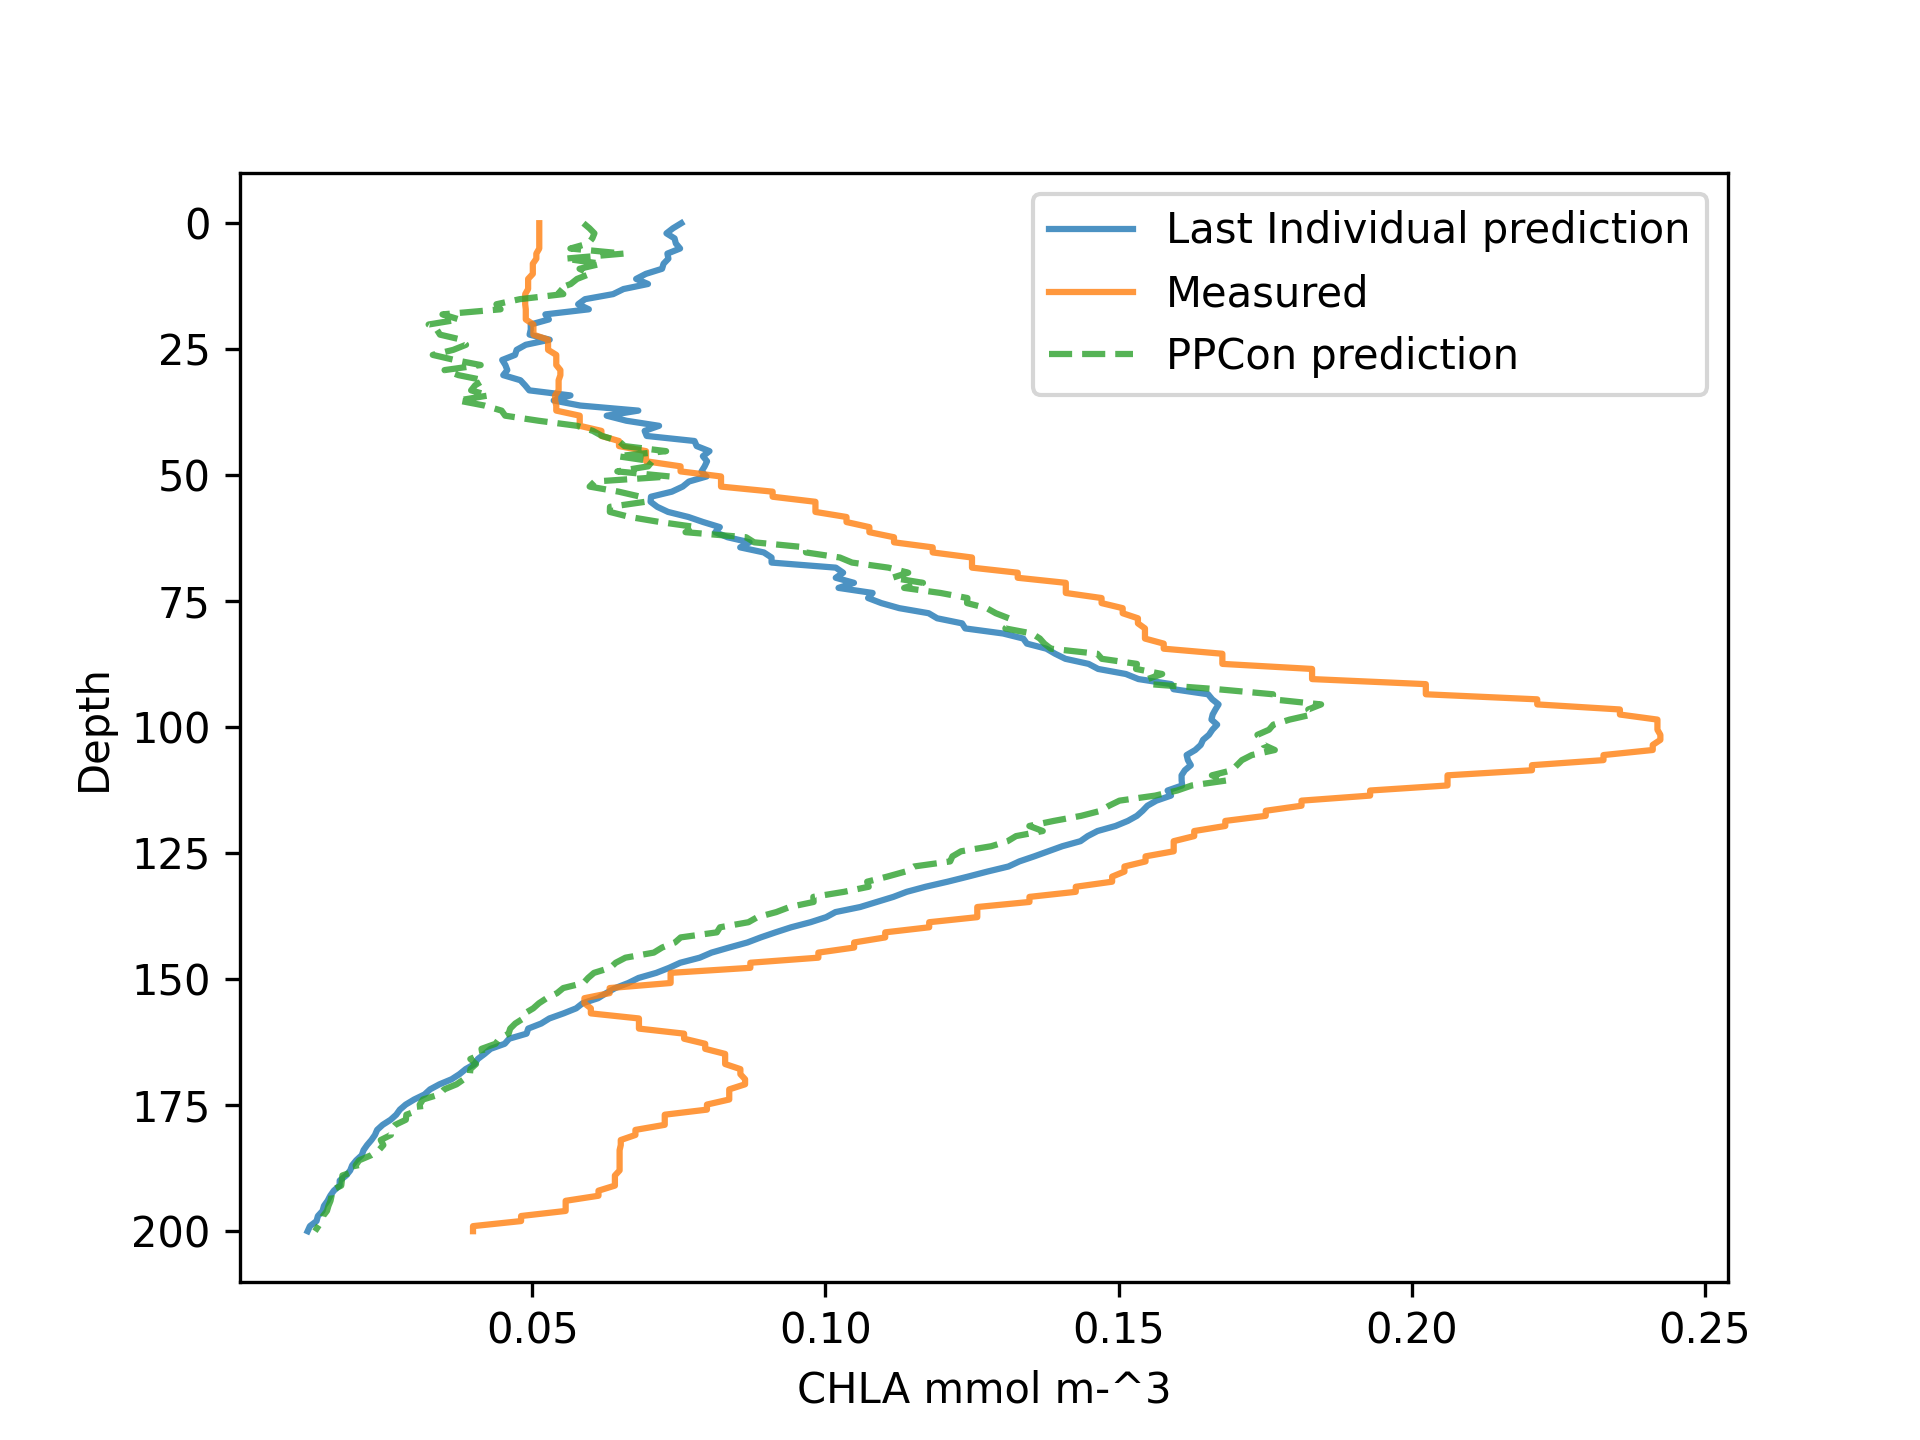 Last Individual prediction
Measured
PPCon prediction
0
25
50
75
100
125
150
175
200
Depth
0.05 0.10 0.15 0.20 0.25
CHLA mmol m-^3